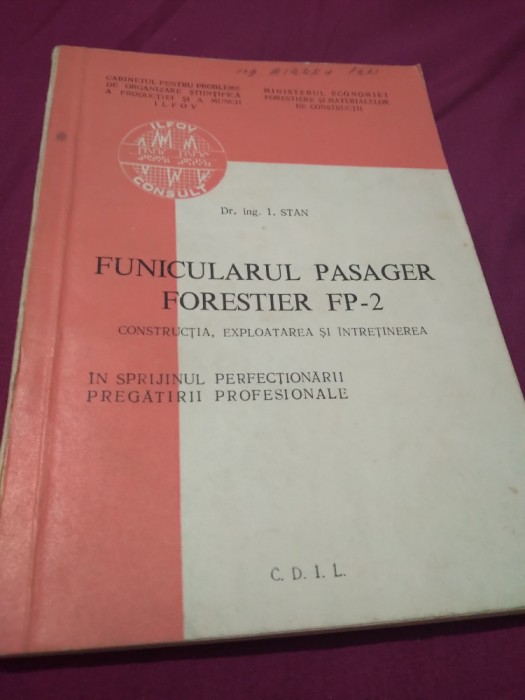 ing
CABINETUL PENTRU PROBLEME
DE ORGANIZARE ȘTIINȚIFICĂ
A PRODUCȚIEI ȘI A MUNCII
ILFOV
MINISTERUL ECONOMIEI
FORESTIERE ȘI MATERIALELOR
DE CONSTRUCȚII
ILFOV
CONSULT
Dr. ing. I. STAN
FUNICULARUL PASAGER
FORESTIER FP-2
CONSTRUCȚIA, EXPLOATAREA ȘI ÎNTREȚINEREA
ÎN SPRIJINUL PERFECȚIONĂRII
PREGĂTIRII PROFESIONALE
C. D. I. L.